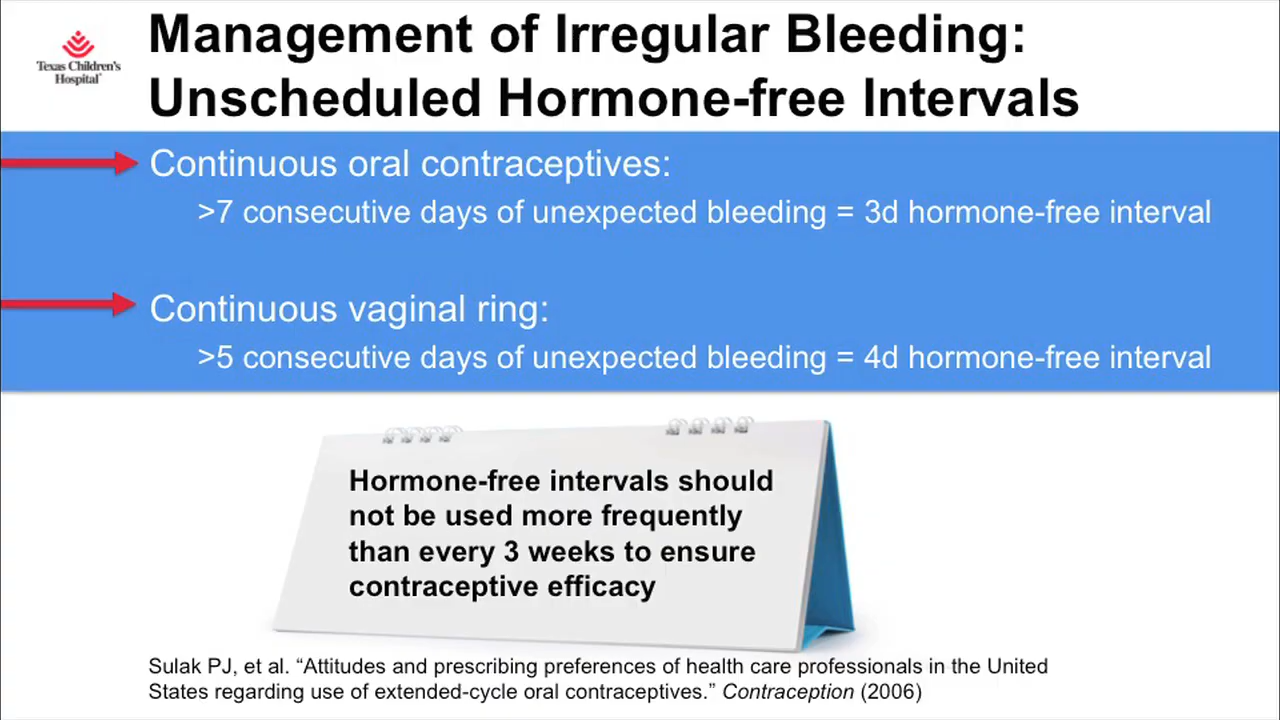 Texas Children's
Hospital®
Management of Irregular Bleeding:
Unscheduled Hormone-free Intervals
Continuous oral contraceptives:
>7 consecutive days of unexpected bleeding = 3d hormone-free interval
Continuous vaginal ring:
>5 consecutive days of unexpected bleeding = 4d hormone-free interval
Hormone-free intervals should
not be used more frequently
than every 3 weeks to ensure
contraceptive efficacy
Sulak PJ, et al. “Attitudes and prescribing preferences of health care professionals in the United
States regarding use of extended-cycle oral contraceptives.” Contraception (2006)